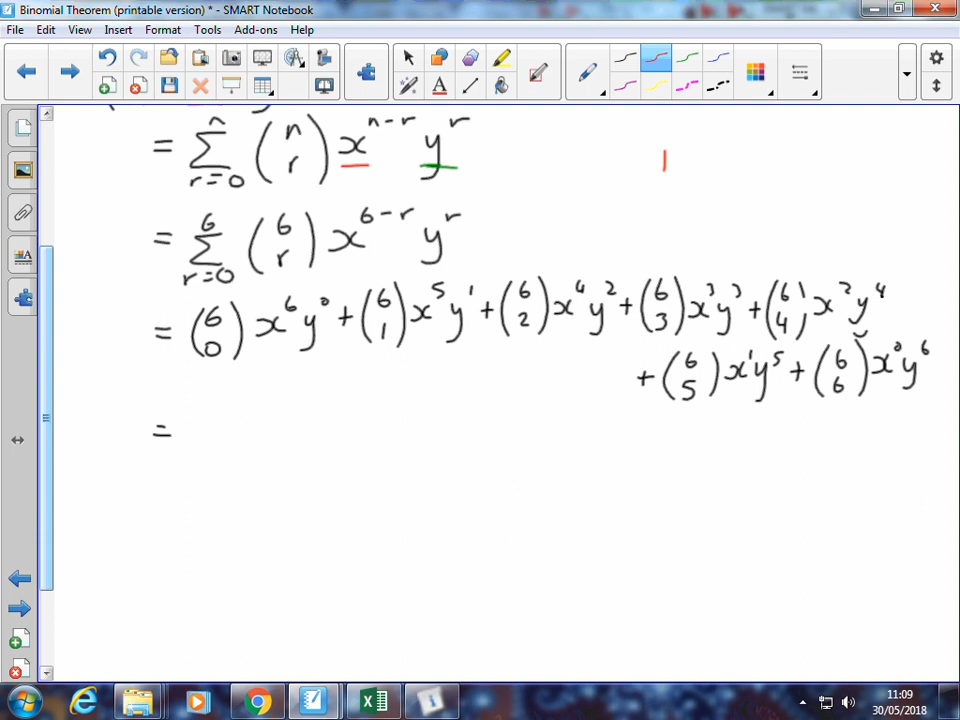 Binomial Theorem (printable version) * - SMART Notebook
File Edit View Insert Format Tools Add-ons Help
= ∑_{r=0}^{n} (n r) x^{n-r} y^r
1
= ∑_{r=0}^{6} (6 r) x^{6-r} y^r
= (6 0) x^6 y^0 + (6 1) x^5 y^1 + (6 2) x^4 y^2 + (6 3) x^3 y^3 + (6 4) x^2 y^4
+ (6 5) x^1 y^5 + (6 6) x^0 y^6
=
11:09
30/05/2018